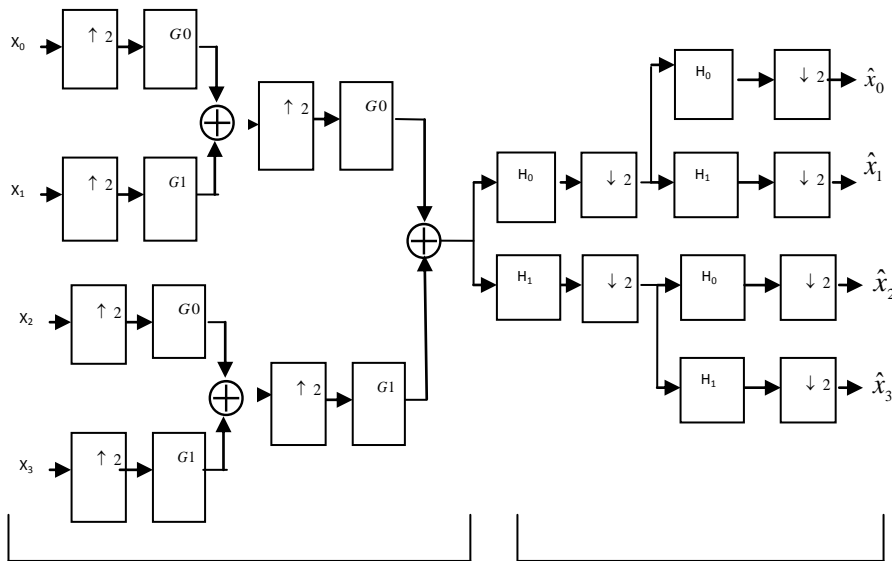 X₀ ↑ 2 G0
H₀ ↓ 2 x̂₀
↑ 2 G0
X₁ ↑ 2 G1
H₀ ↓ 2 H₁ ↓ 2 x̂₁
X₂ ↑ 2 G0
H₁ ↓ 2 H₀ ↓ 2 x̂₂
↑ 2 G1
H₁ ↓ 2 x̂₃
X₃ ↑ 2 G1